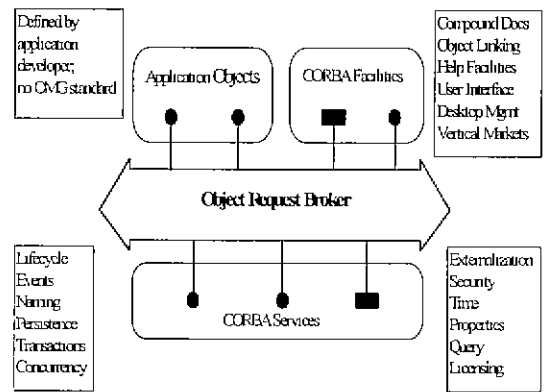 Defined by
application
developer;
no OMG standard
Application Objects
CORBA Facilities
Compound Docs
Object Linking
Help Facilities
User Interface
Desktop Mgmt
Vertical Markets
Object Request Broker
Lifecycle
Events
Naming
Persistence
Transactions
Concurrency
CORBA Services
Externalization
Security
Time
Properties
Query
Licensing